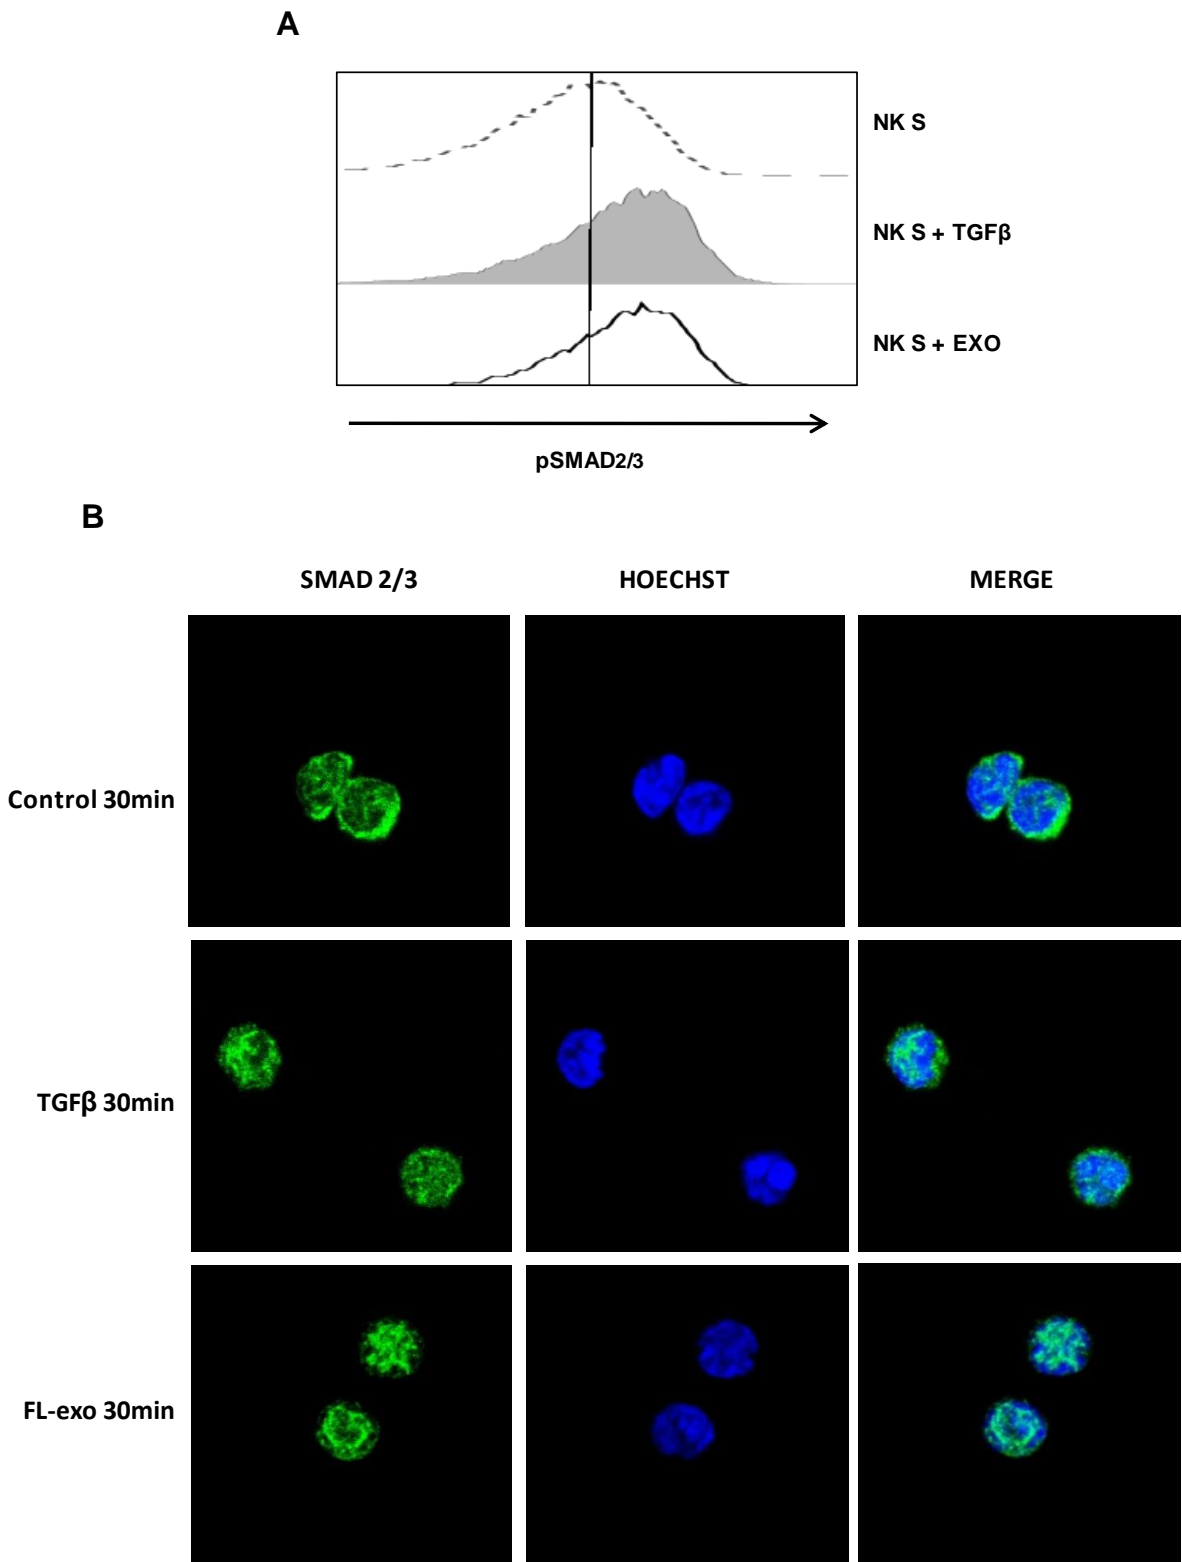 A
NK S
NK S + TGFβ
NK S + EXO
pSMAD2/3
B
SMAD 2/3 HOECHST MERGE
Control 30min
TGFβ 30min
FL-exo 30min